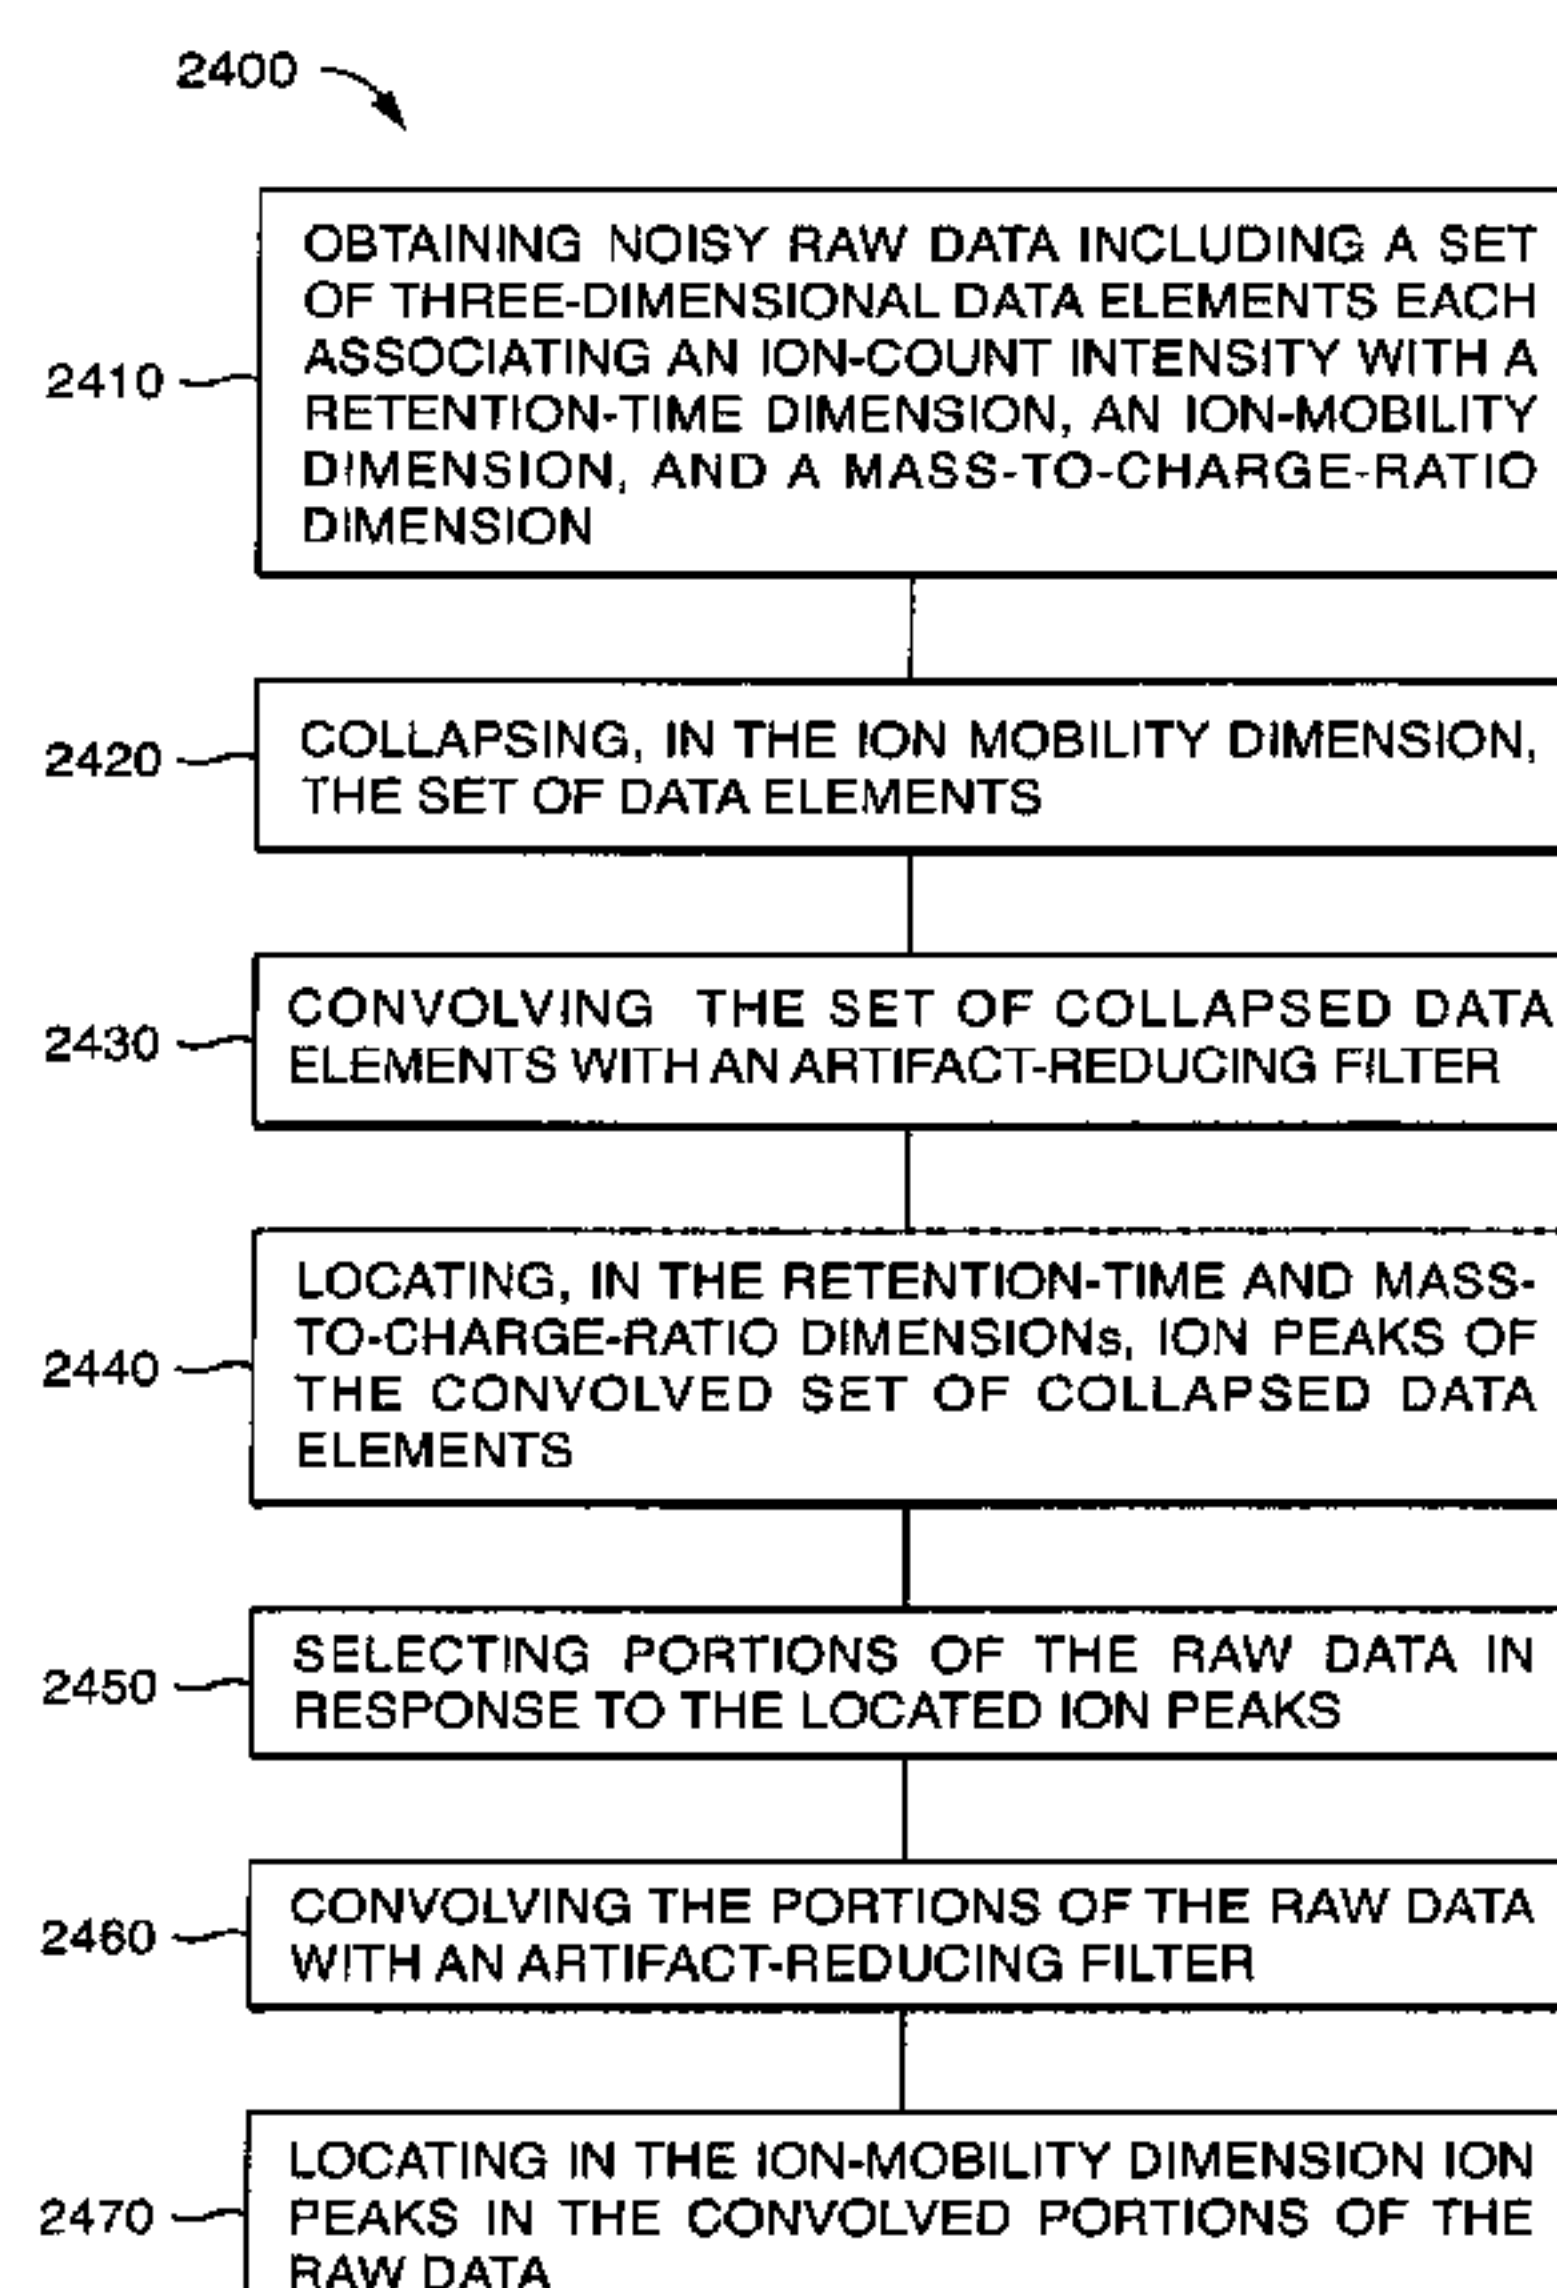 2400
2410
OBTAINING NOISY RAW DATA INCLUDING A SET
OF THREE-DIMENSIONAL DATA ELEMENTS EACH
ASSOCIATING AN ION-COUNT INTENSITY WITH A
RETENTION-TIME DIMENSION, AN ION-MOBILITY
DIMENSION, AND A MASS-TO-CHARGE-RATIO
DIMENSION
2420
COLLAPSING, IN THE ION MOBILITY DIMENSION,
THE SET OF DATA ELEMENTS
2430
CONVOLVING THE SET OF COLLAPSED DATA
ELEMENTS WITH AN ARTIFACT-REDUCING FILTER
2440
LOCATING, IN THE RETENTION-TIME AND MASS-
TO-CHARGE-RATIO DIMENSIONs, ION PEAKS OF
THE CONVOLVED SET OF COLLAPSED DATA
ELEMENTS
2450
SELECTING PORTIONS OF THE RAW DATA IN
RESPONSE TO THE LOCATED ION PEAKS
2460
CONVOLVING THE PORTIONS OF THE RAW DATA
WITH AN ARTIFACT-REDUCING FILTER
2470
LOCATING IN THE ION-MOBILITY DIMENSION ION
PEAKS IN THE CONVOLVED PORTIONS OF THE
RAW DATA